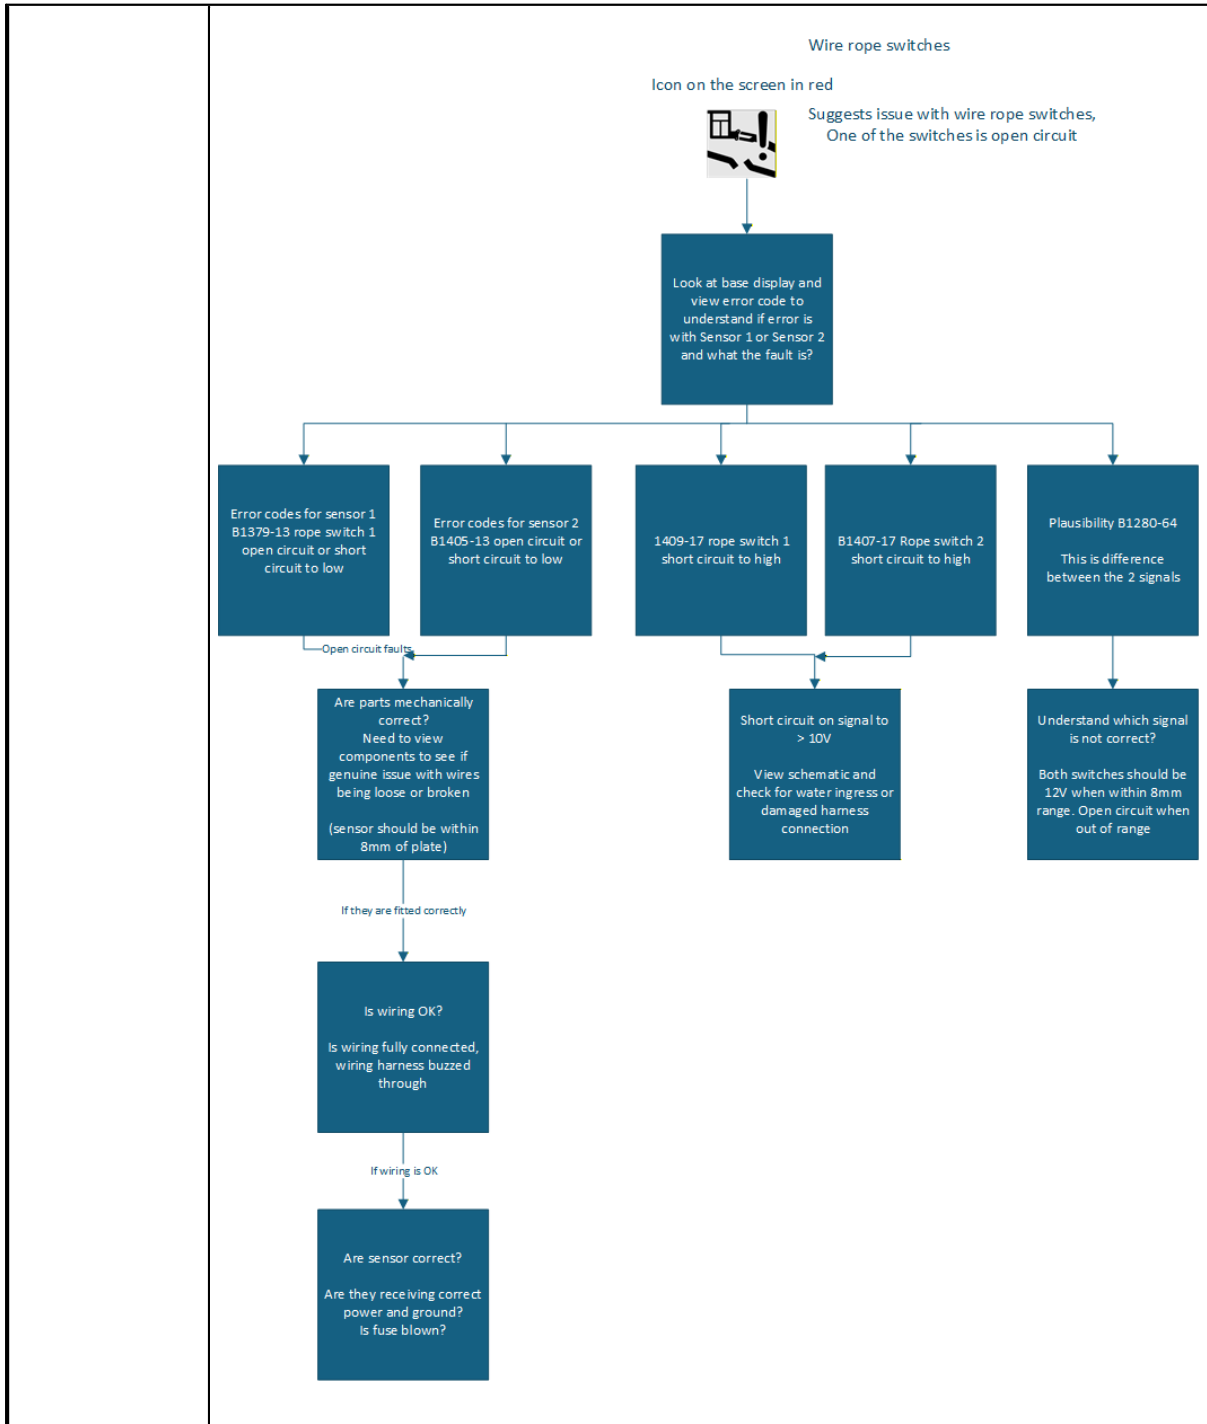 Wire rope switches
Icon on the screen in red
Suggests issue with wire rope switches,
One of the switches is open circuit
Look at base display and
view error code to
understand if error is
with Sensor 1 or Sensor 2
and what the fault is?
Error codes for sensor 1
B1379-13 rope switch 1
open circuit or short
circuit to low
Error codes for sensor 2
B1405-13 open circuit or
short circuit to low
1409-17 rope switch 1
short circuit to high
B1407-17 Rope switch 2
short circuit to high
Plausibility B1280-64
This is difference
between the 2 signals
Open circuit faults
Are parts mechanically
correct?
Need to view
components to see if
genuine issue with wires
being loose or broken
(sensor should be within
8mm of plate)
Short circuit on signal to
> 10V
View schematic and
check for water ingress or
damaged harness
connection
Understand which signal
is not correct?
Both switches should be
12V when within 8mm
range. Open circuit when
out of range
If they are fitted correctly
Is wiring OK?
Is wiring fully connected,
wiring harness buzzed
through
If wiring is OK
Are sensor correct?
Are they receiving correct
power and ground?
Is fuse blown?